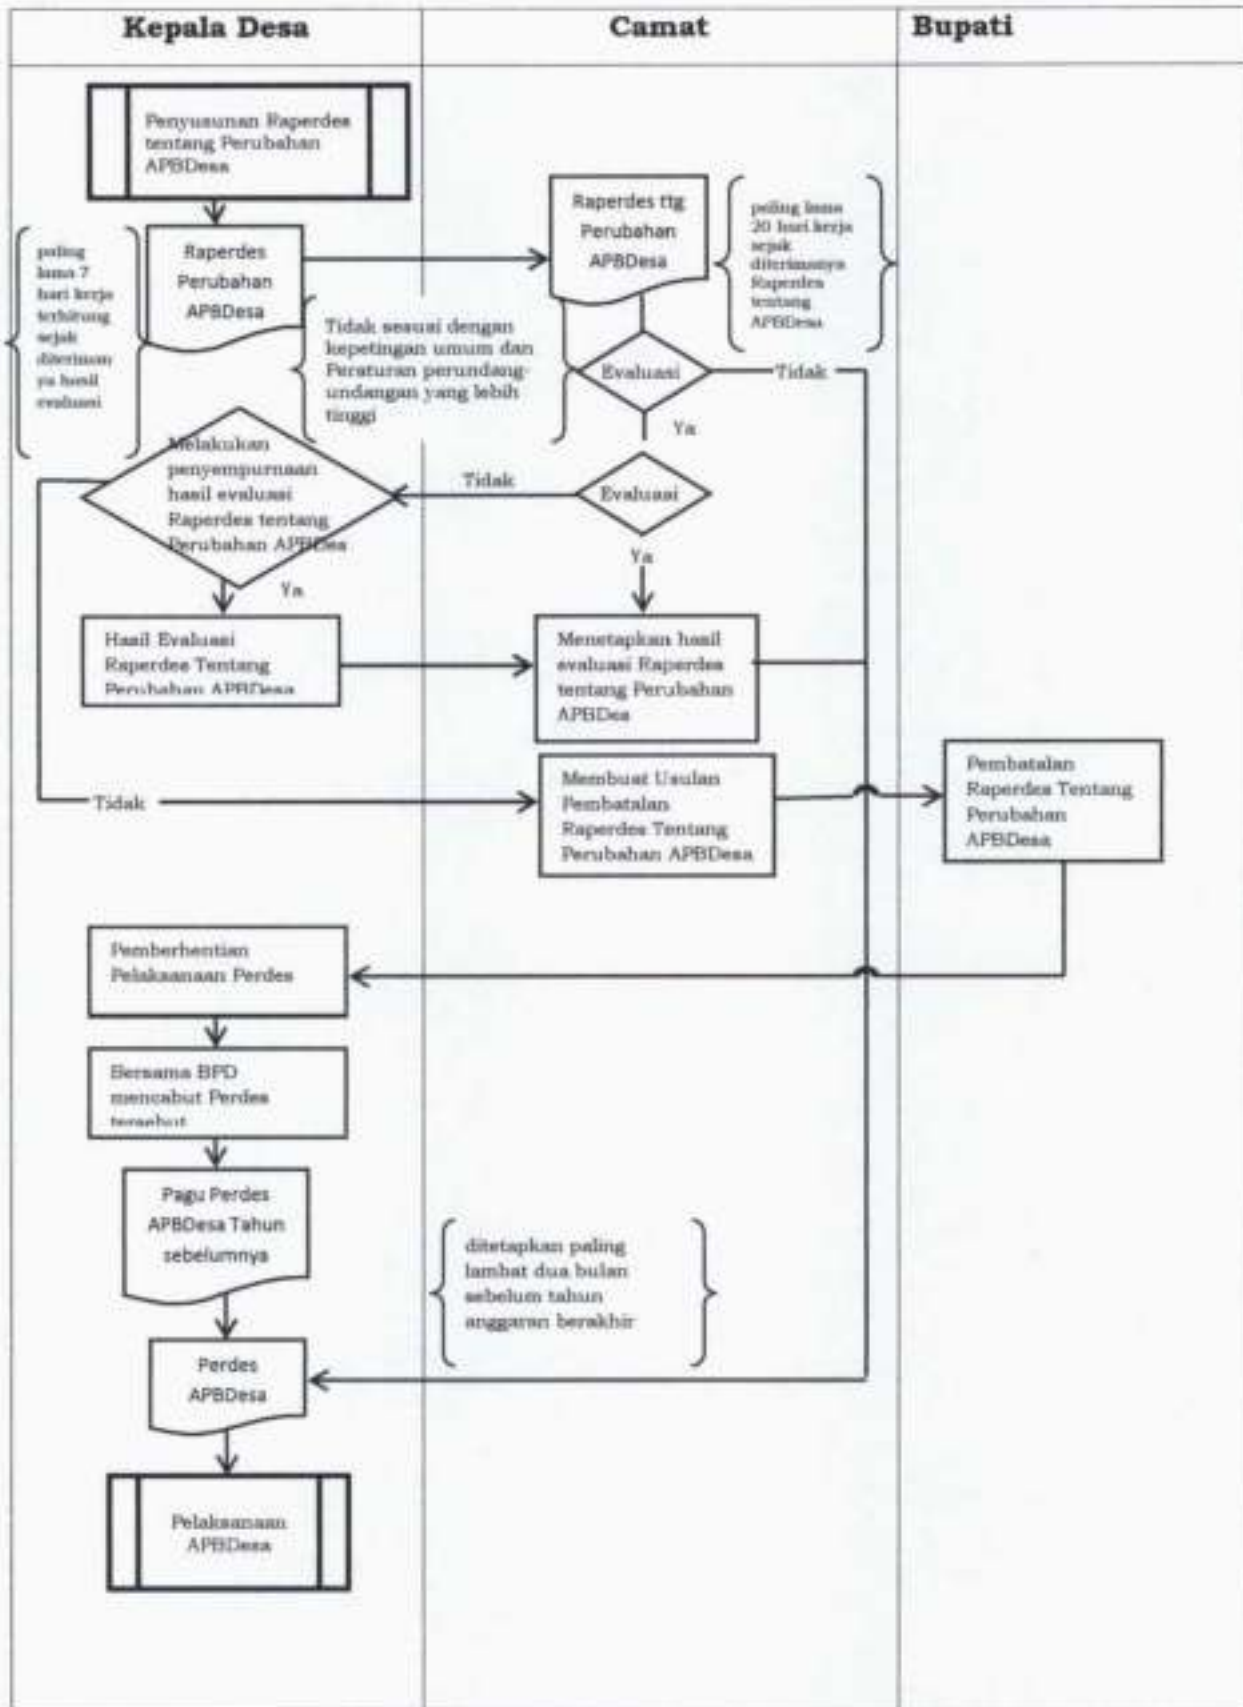 Kepala Desa
Camat
Bupati
Penyusunan Raperdes
tentang Perubahan
APBDesa
Raperdes
Perubahan
APBDesa
Raperdes ttg
Perubahan
APBDesa
paling lama
20 hari kerja
sejak
diterimanya
Raperdes
tentang
APBDesa
paling
lama 7
hari kerja
terhitung
sejak
diteriman
ya hasil
evaluasi
Tidak sesuai dengan
kepetingan umum dan
Peraturan perundang-
undangan yang lebih
tinggi
Evaluasi
Tidak
Ya
Melakukan
penyempurnaan
hasil evaluasi
Raperdes tentang
Perubahan APBDes
Tidak
Evaluasi
Ya
Ya
Hasil Evaluasi
Raperdes Tentang
Perubahan APBDesa
Menetapkan hasil
evaluasi Raperdes
tentang Perubahan
APBDes
Tidak
Membuat Usulan
Pembatalan
Raperdes Tentang
Perubahan APBDesa
Pembatalan
Raperdes Tentang
Perubahan
APBDesa
Pemberhentian
Pelaksanaan Perdes
Bersama BPD
mencabut Perdes
tersebut
Pagu Perdes
APBDesa Tahun
sebelumnya
ditetapkan paling
lambat dua bulan
sebelum tahun
anggaran berakhir
Perdes
APBDesa
Pelaksanaan
APBDesa